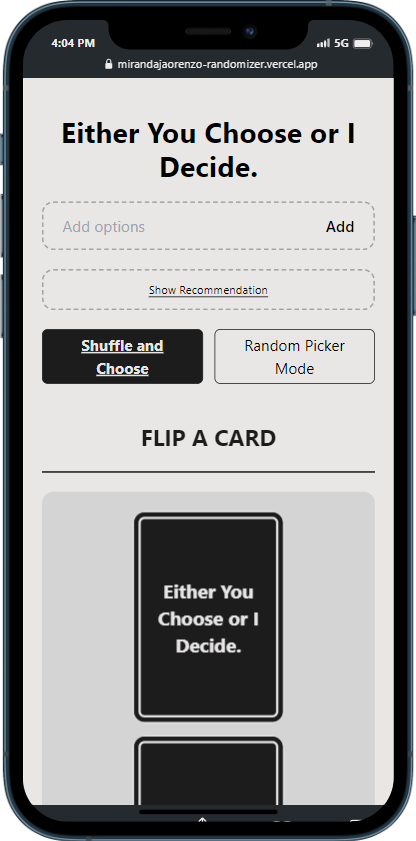 4:04 PM 5G
mirandajaorenzo-randomizer.vercel.app
Either You Choose or I
Decide.
Add options Add
Show Recommendation
Shuffle and
Choose
Random Picker
Mode
FLIP A CARD
Either You
Choose or I
Decide.